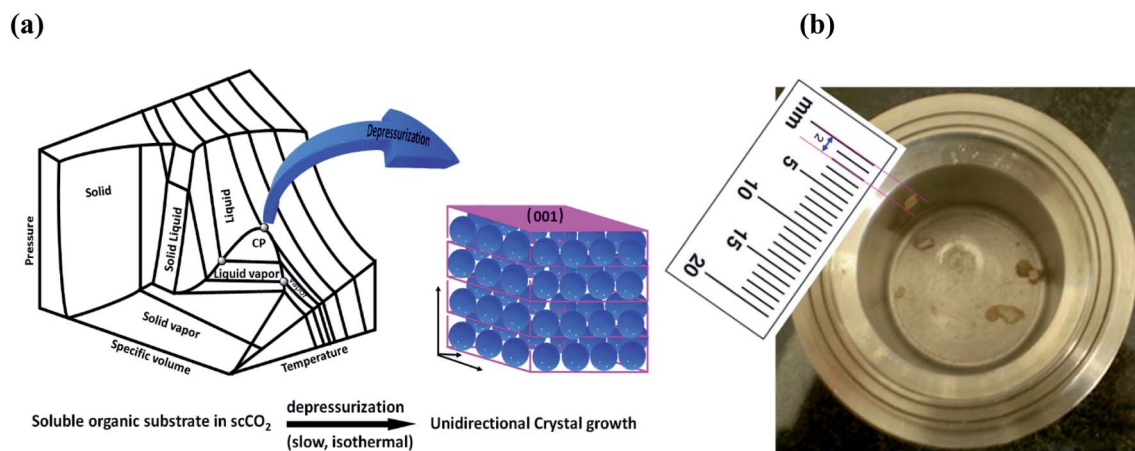 (a)
(b)
Depressurization
Pressure
Solid
Solid Liquid
Liquid
CP
Liquid vapor
vapor
Solid vapor
Specific volume
Temperature
(001)
mm
2
5
10
15
20
Soluble organic substrate in scCO₂
depressurization
(slow, isothermal)
Unidirectional Crystal growth